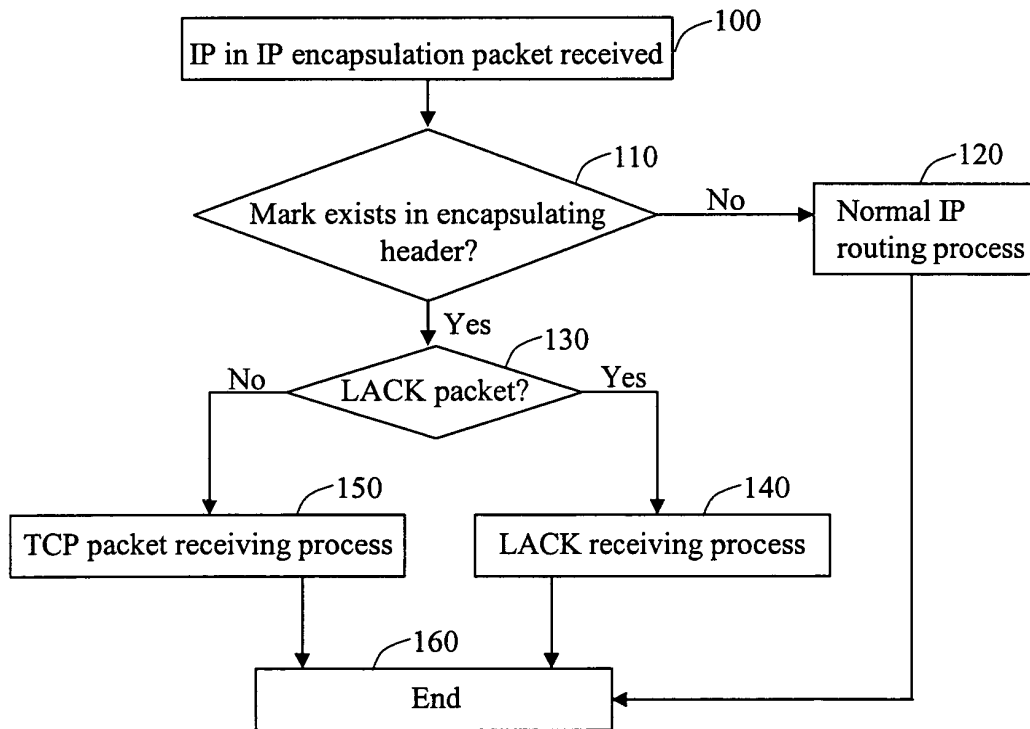 100
IP in IP encapsulation packet received
110
Mark exists in encapsulating
header?
No
120
Normal IP
routing process
Yes
130
LACK packet?
No
Yes
150
TCP packet receiving process
140
LACK receiving process
160
End